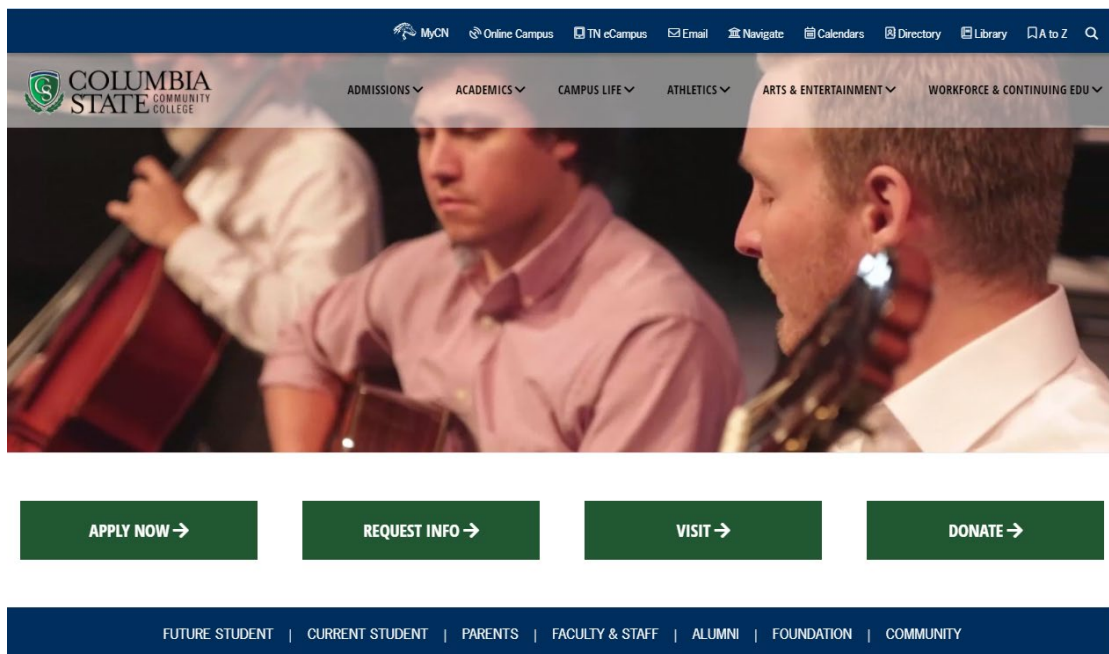 MyCN Online Campus TN eCampus Email Navigate Calendars Directory Library A to Z
COLUMBIA
STATE COMMUNITY
COLLEGE
ADMISSIONS ACADEMICS CAMPUS LIFE ATHLETICS ARTS & ENTERTAINMENT WORKFORCE & CONTINUING EDU
APPLY NOW → REQUEST INFO → VISIT → DONATE →
FUTURE STUDENT | CURRENT STUDENT | PARENTS | FACULTY & STAFF | ALUMNI | FOUNDATION | COMMUNITY